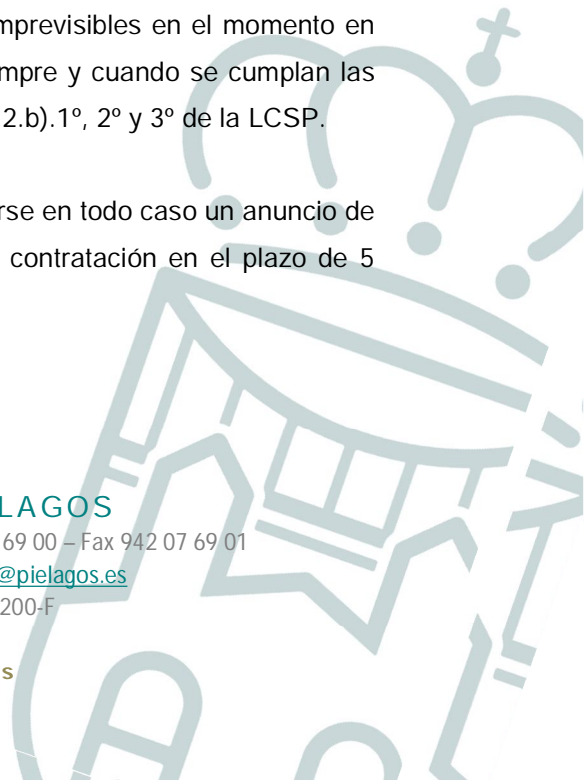 mprevisibles en el momento en
mpre y cuando se cumplan las
2.b).1º, 2º y 3º de la LCSP.
rse en todo caso un anuncio de
contratación en el plazo de 5
LAGOS
69 00 – Fax 942 07 69 01
@pielagos.es
200-F
s